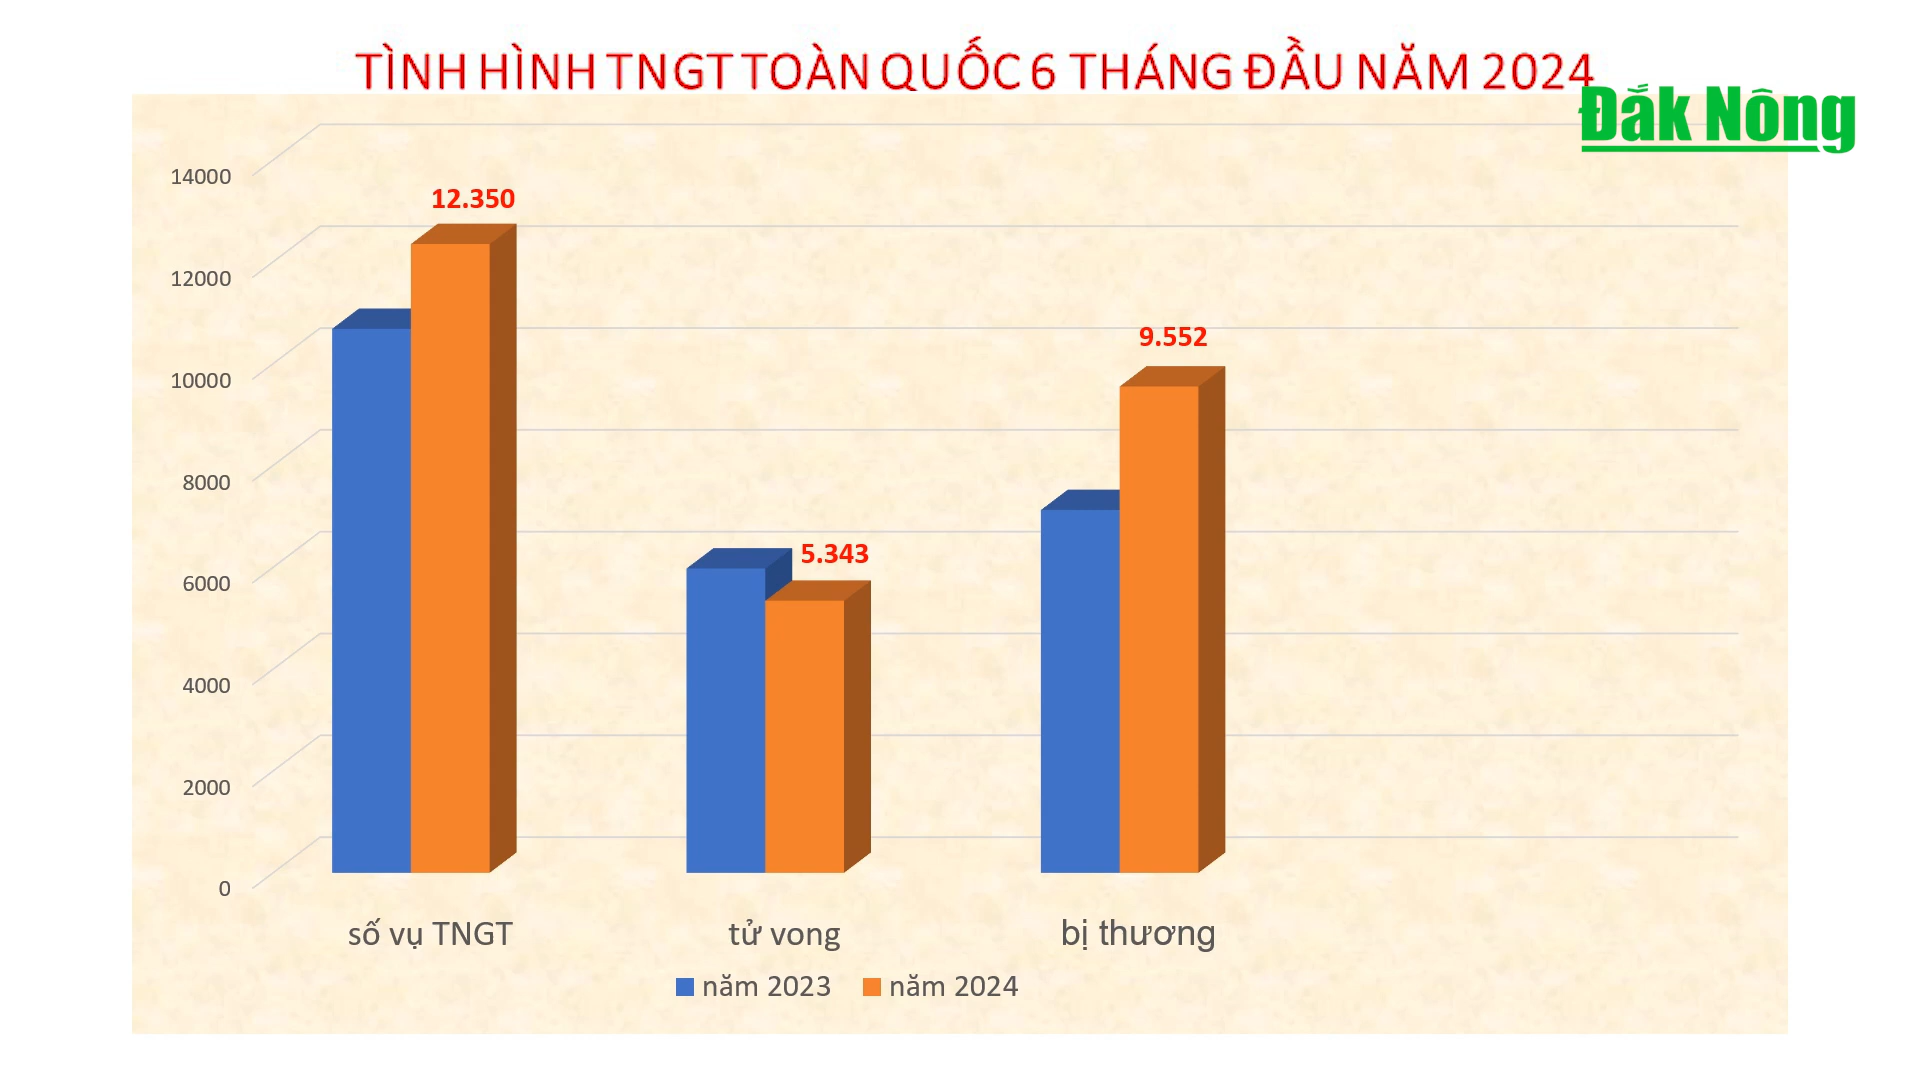 TÌNH HÌNH TNGT TOÀN QUỐC 6 THÁNG ĐẦU NĂM 2024
Đắk Nông
14000
12.350
12000
9.552
10000
8000
5.343
6000
4000
2000
0
số vụ TNGT
tử vong
bị thương
năm 2023
năm 2024